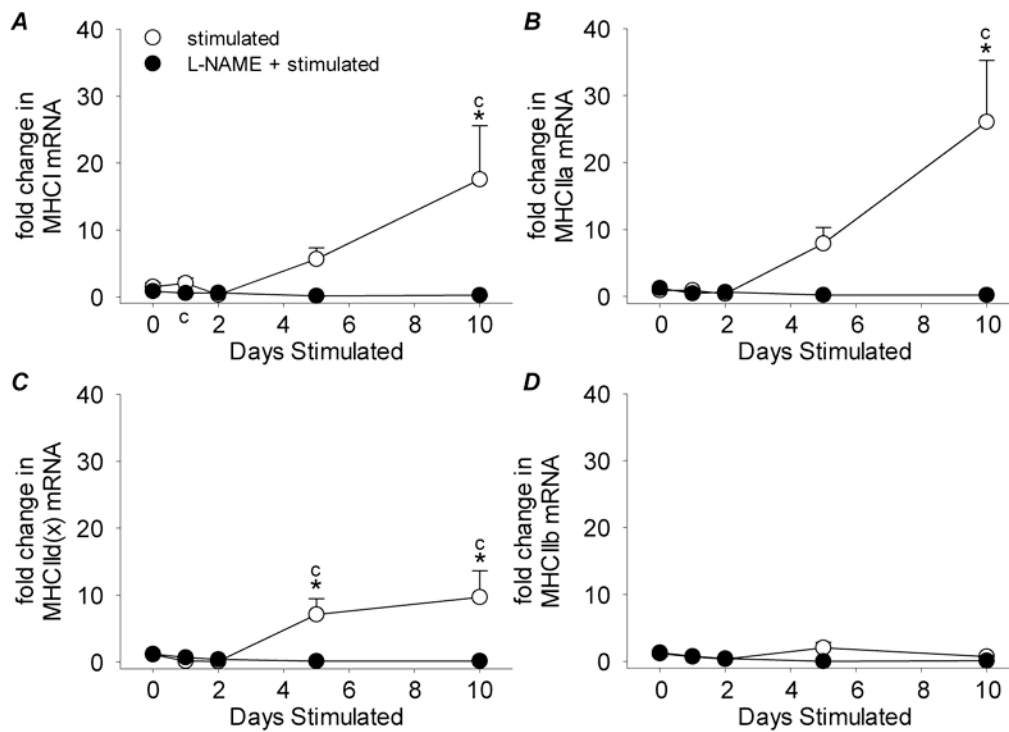 A
40
30
20
10
0
fold change in
MHCI mRNA
stimulated
L-NAME + stimulated
c
*
c
0 2 4 6 8 10
Days Stimulated
B
40
30
20
10
0
fold change in
MHCIIa mRNA
c
*
0 2 4 6 8 10
Days Stimulated
C
40
30
20
10
0
fold change in
MHCIId(x) mRNA
c
*
c
*
0 2 4 6 8 10
Days Stimulated
D
40
30
20
10
0
fold change in
MHCIIb mRNA
0 2 4 6 8 10
Days Stimulated